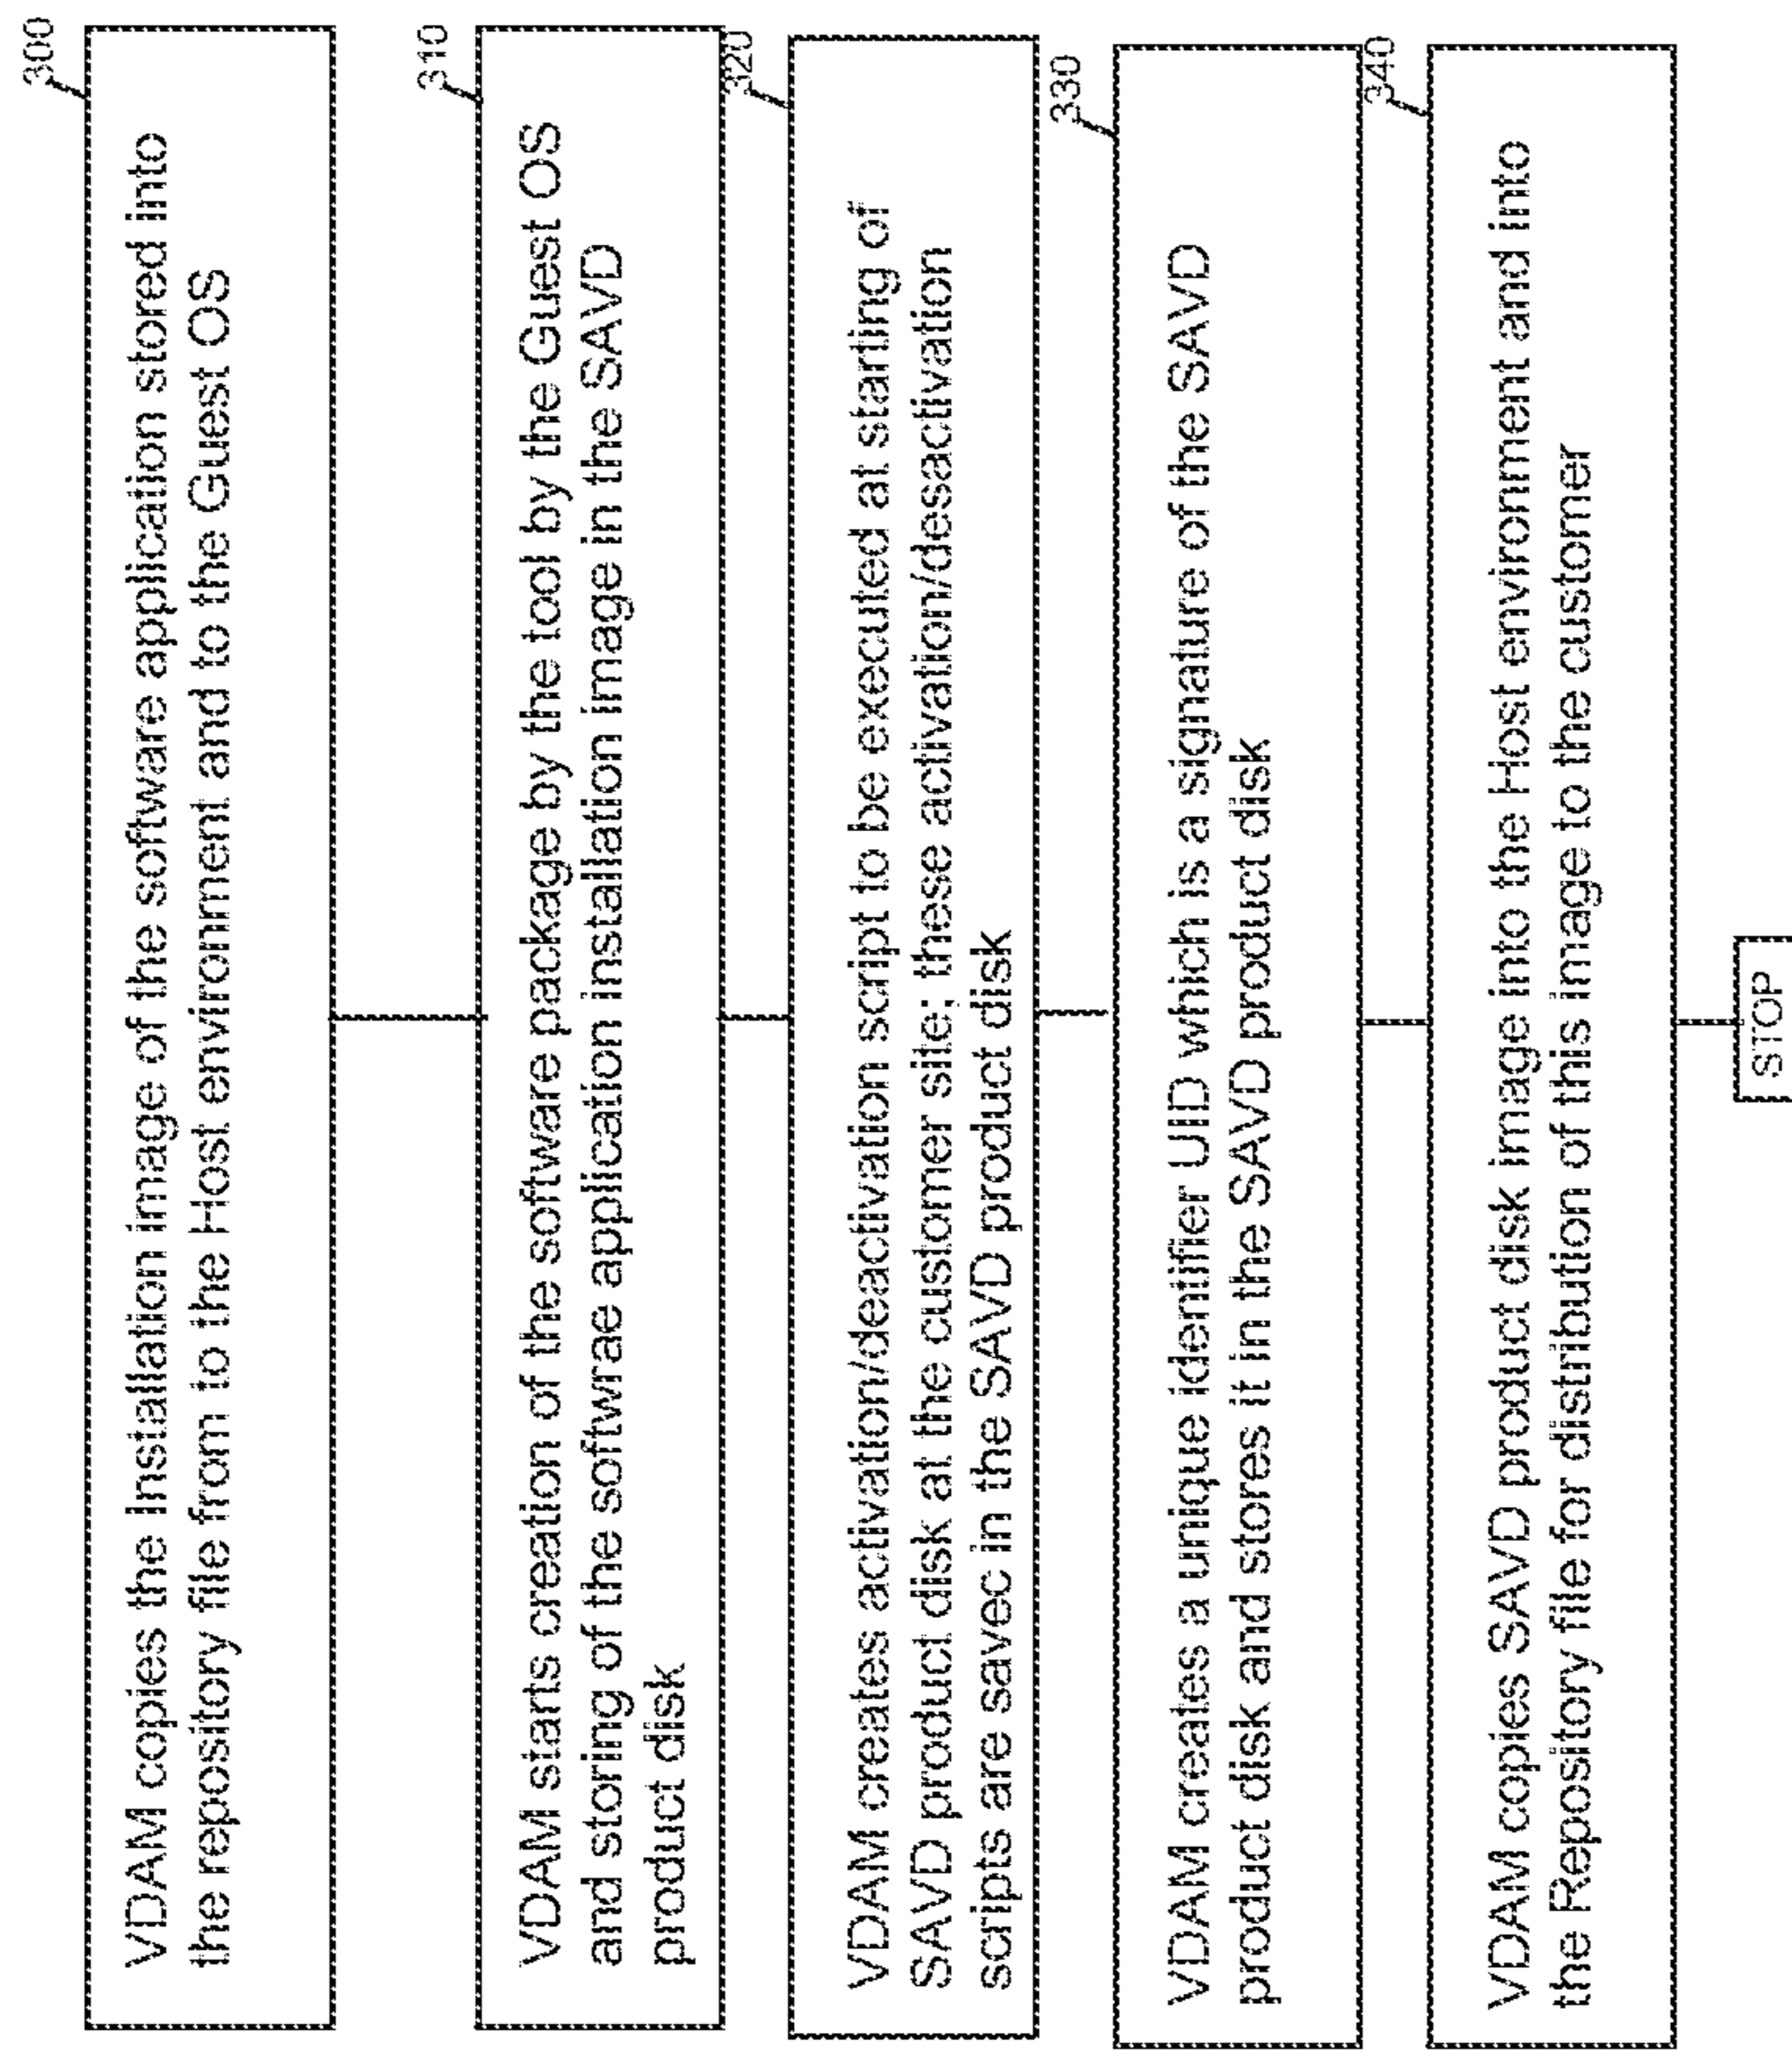 300
VDAM copies the Installation image of the software application stored into
the repository file from to the Host environment and to the Guest OS
310
VDAM starts creation of the software package by the tool by the Guest OS
and storing of the softwrae application installation image in the SAVD
product disk
320
VDAM creates activation/deactivation script to be executed at starting of
SAVD product disk at the customer site; these activation/desactivation
scripts are savec in the SAVD product disk
330
VDAM creates a unique identifier UID which is a signature of the SAVD
product disk and stores it in the SAVD product disk
340
VDAM copies SAVD product disk image into the Host environment and into
the Repository file for distribution of this image to the customer
STOP